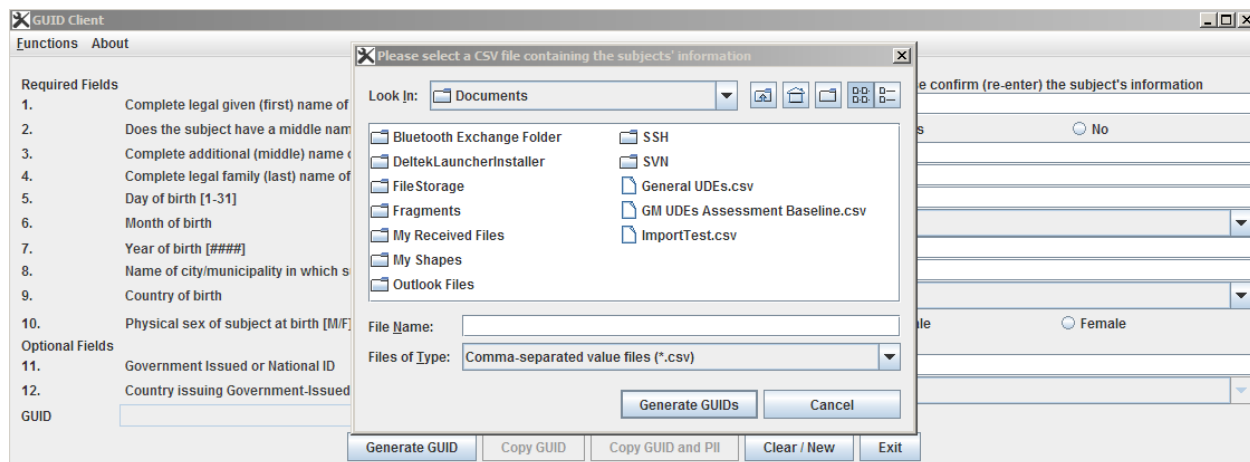 GUID Client
Functions About
Please select a CSV file containing the subjects' information
Look In: Documents
Bluetooth Exchange Folder
DeltekLauncherInstaller
FileStorage
Fragments
My Received Files
My Shapes
Outlook Files
SSH
SVN
General UDEs.csv
GM UDEs Assessment Baseline.csv
ImportTest.csv
File Name:
Files of Type: Comma-separated value files (*.csv)
Generate GUIDs Cancel
Required Fields
confirm (re-enter) the subject's information
1. Complete legal given (first) name of
2. Does the subject have a middle nam
No
3. Complete additional (middle) name
4. Complete legal family (last) name of
5. Day of birth [1-31]
6. Month of birth
7. Year of birth [####]
8. Name of city/municipality in which s
9. Country of birth
10. Physical sex of subject at birth [M/F]
Female
Optional Fields
11. Government Issued or National ID
12. Country issuing Government-Issued
GUID
Generate GUID Copy GUID Copy GUID and PII Clear / New Exit